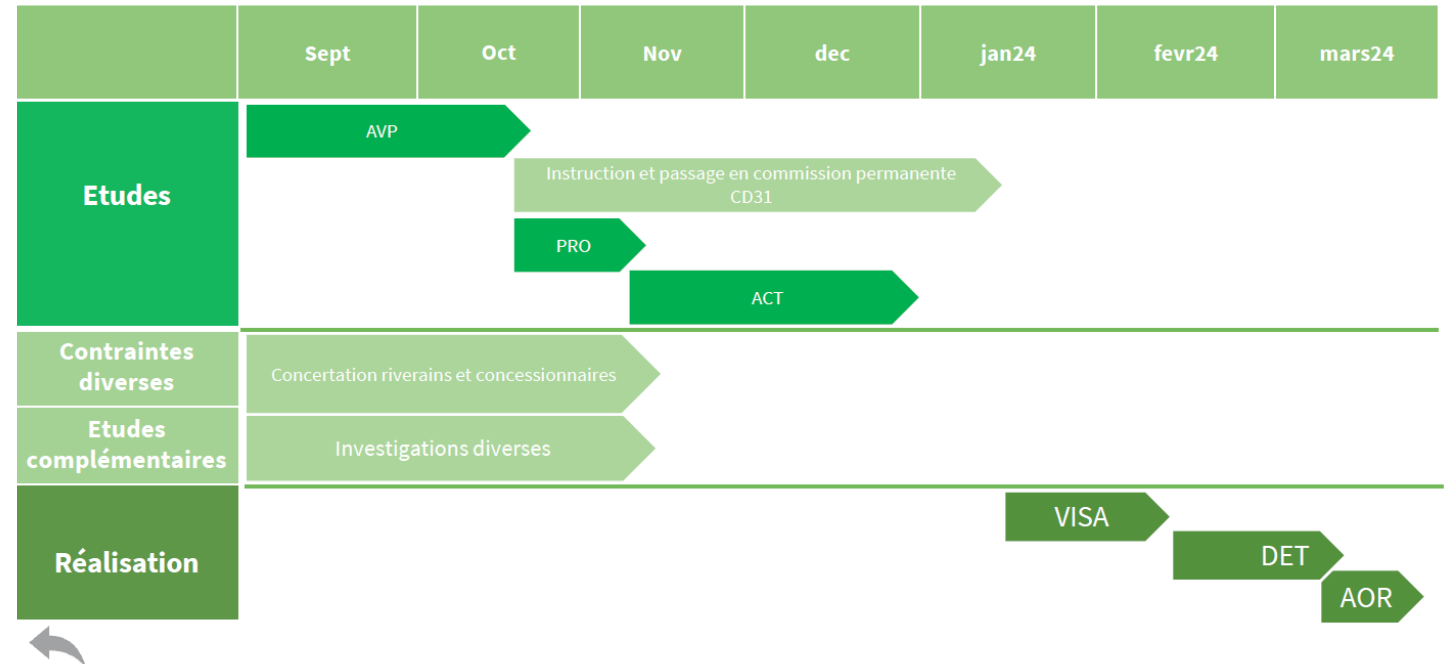 Sept
Oct
Nov
dec
jan24
fevr24
mars24
Etudes
AVP
Instruction et passage en commission permanente
CD31
PRO
ACT
Contraintes
diverses
Concertation riverains et concessionnaires
Etudes
complémentaires
Investigations diverses
Réalisation
VISA
DET
AOR